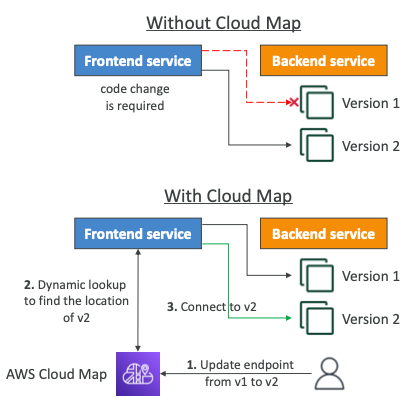 Without Cloud Map
Frontend service
Backend service
code change
is required
Version 1
Version 2
With Cloud Map
Frontend service
Backend service
Version 1
2. Dynamic lookup
to find the location
of v2
3. Connect to v2
Version 2
AWS Cloud Map
1. Update endpoint
from v1 to v2